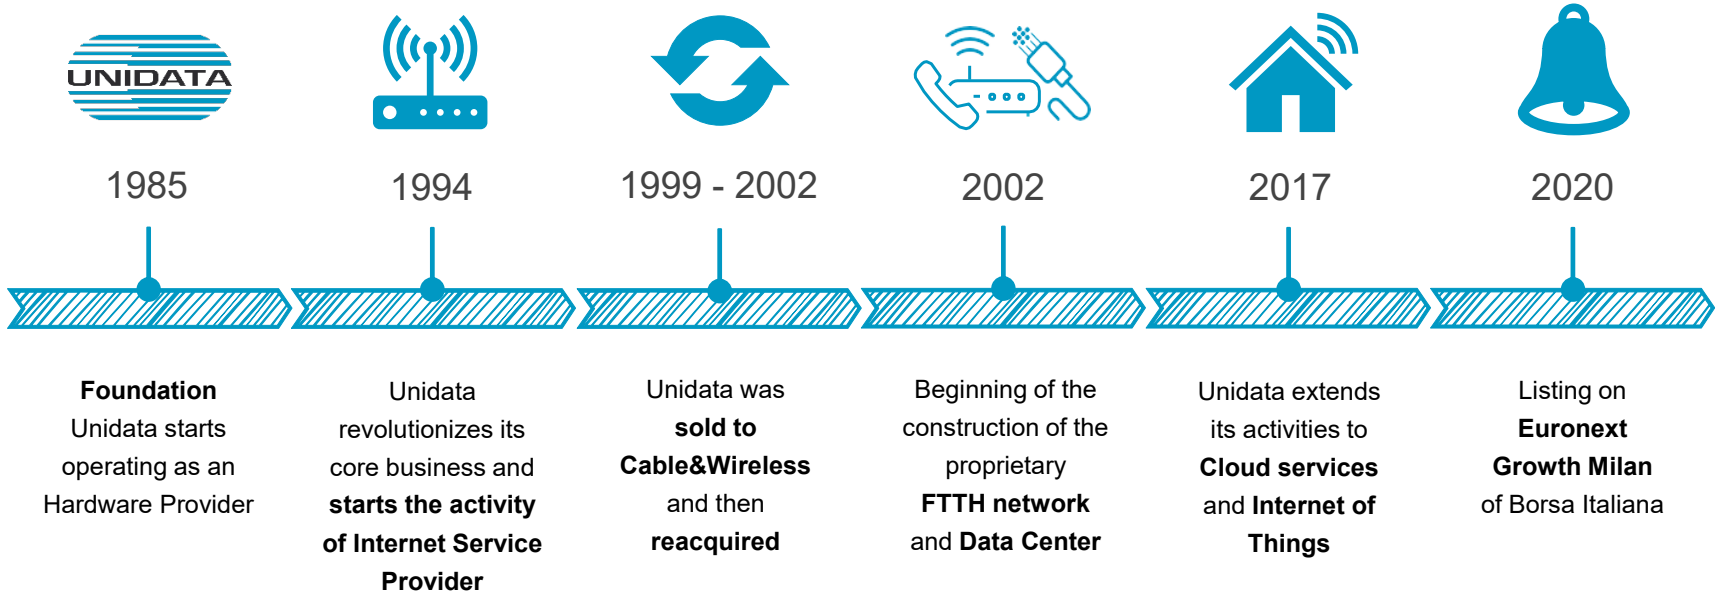 UNIDATA
1985
1994
1999 - 2002
2002
2017
2020
Foundation
Unidata starts
operating as an
Hardware Provider
Unidata
revolutionizes its
core business and
starts the activity
of Internet Service
Provider
Unidata was
sold to
Cable&Wireless
and then
reacquired
Beginning of the
construction of the
proprietary
FTTH network
and Data Center
Unidata extends
its activities to
Cloud services
and Internet of
Things
Listing on
Euronext
Growth Milan
of Borsa Italiana